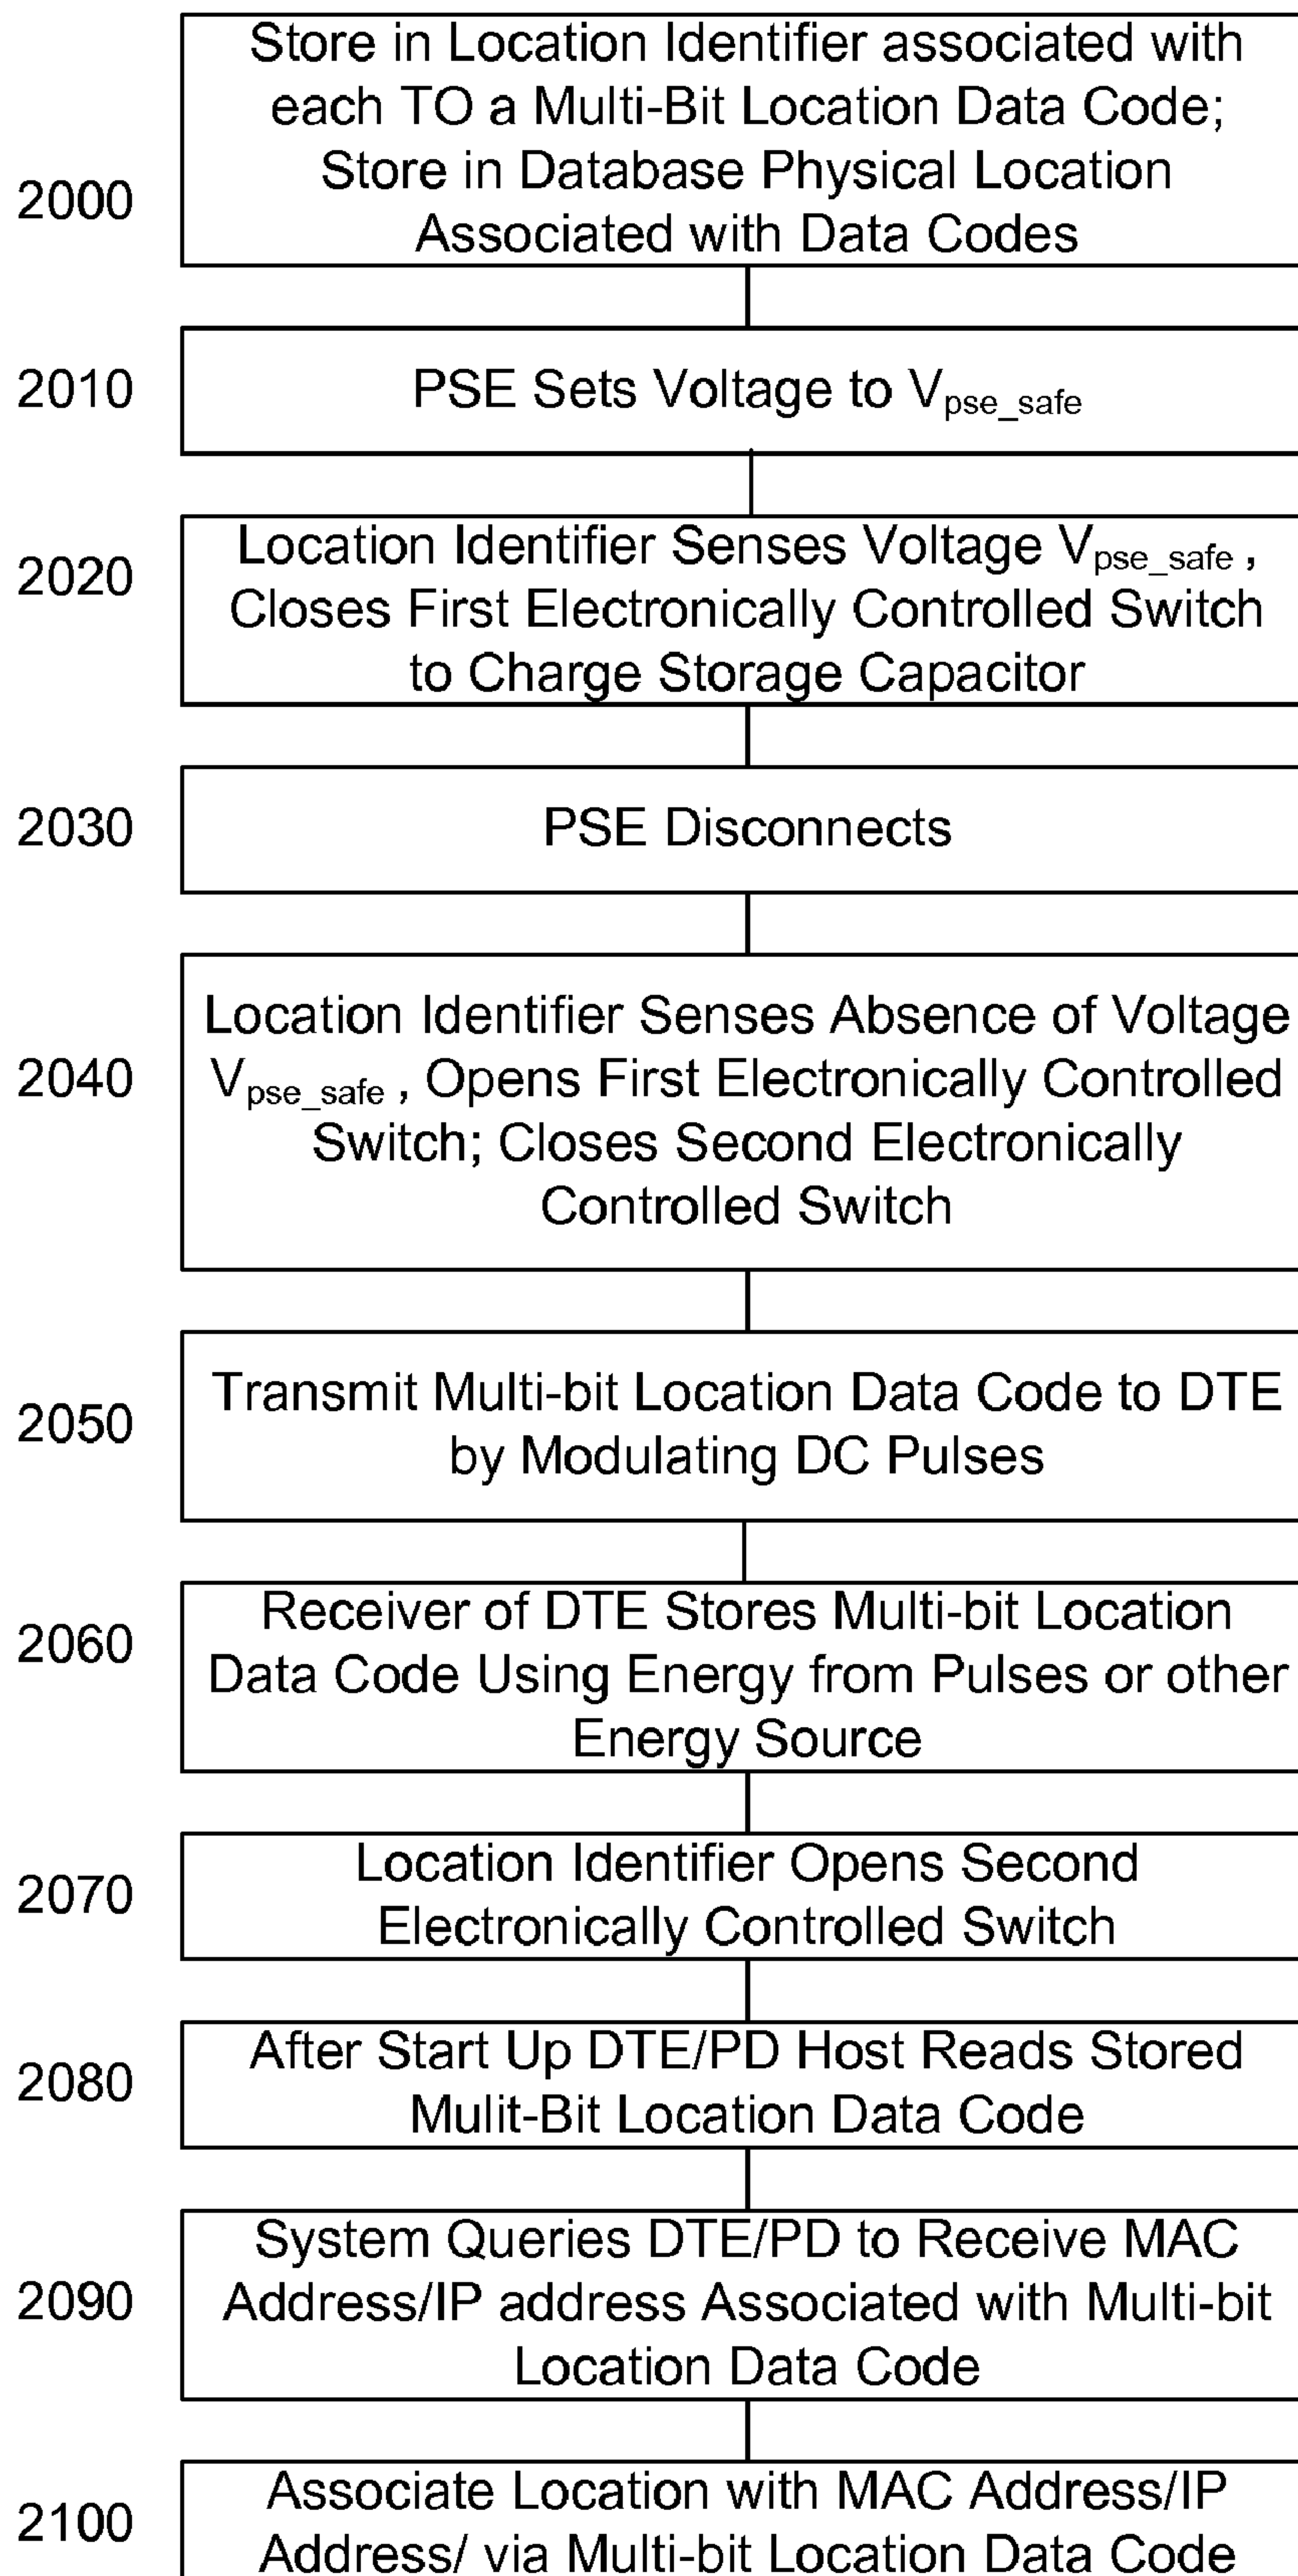 Store in Location Identifier associated with
each TO a Multi-Bit Location Data Code;
2000
Store in Database Physical Location
Associated with Data Codes
2010
PSE Sets Voltage to Vpse_safe
2020
Location Identifier Senses Voltage Vpse_safe ,
Closes First Electronically Controlled Switch
to Charge Storage Capacitor
2030
PSE Disconnects
Location Identifier Senses Absence of Voltage
2040
Vpse_safe , Opens First Electronically Controlled
Switch; Closes Second Electronically
Controlled Switch
2050
Transmit Multi-bit Location Data Code to DTE
by Modulating DC Pulses
2060
Receiver of DTE Stores Multi-bit Location
Data Code Using Energy from Pulses or other
Energy Source
2070
Location Identifier Opens Second
Electronically Controlled Switch
2080
After Start Up DTE/PD Host Reads Stored
Mulit-Bit Location Data Code
2090
System Queries DTE/PD to Receive MAC
Address/IP address Associated with Multi-bit
Location Data Code
2100
Associate Location with MAC Address/IP
Address/ via Multi-bit Location Data Code